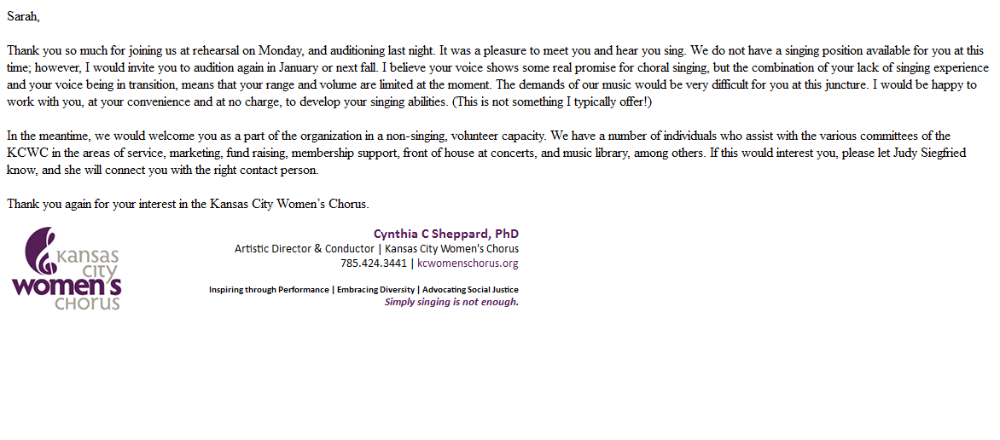 Sarah,
Thank you so much for joining us at rehearsal on Monday, and auditioning last night. It was a pleasure to meet you and hear you sing. We do not have a singing position available for you at this
time; however, I would invite you to audition again in January or next fall. I believe your voice shows some real promise for choral singing, but the combination of your lack of singing experience
and your voice being in transition, means that your range and volume are limited at the moment. The demands of our music would be very difficult for you at this juncture. I would be happy to
work with you, at your convenience and at no charge, to develop your singing abilities. (This is not something I typically offer!)
In the meantime, we would welcome you as a part of the organization in a non-singing, volunteer capacity. We have a number of individuals who assist with the various committees of the
KCWC in the areas of service, marketing, fund raising, membership support, front of house at concerts, and music library, among others. If this would interest you, please let Judy Siegfried
know, and she will connect you with the right contact person.
Thank you again for your interest in the Kansas City Women's Chorus.
kansas
city
women's
chorus
Cynthia C Sheppard, PhD
Artistic Director & Conductor | Kansas City Women's Chorus
785.424.3441 | kcwomenschorus.org
Inspiring through Performance | Embracing Diversity | Advocating Social Justice
Simply singing is not enough.